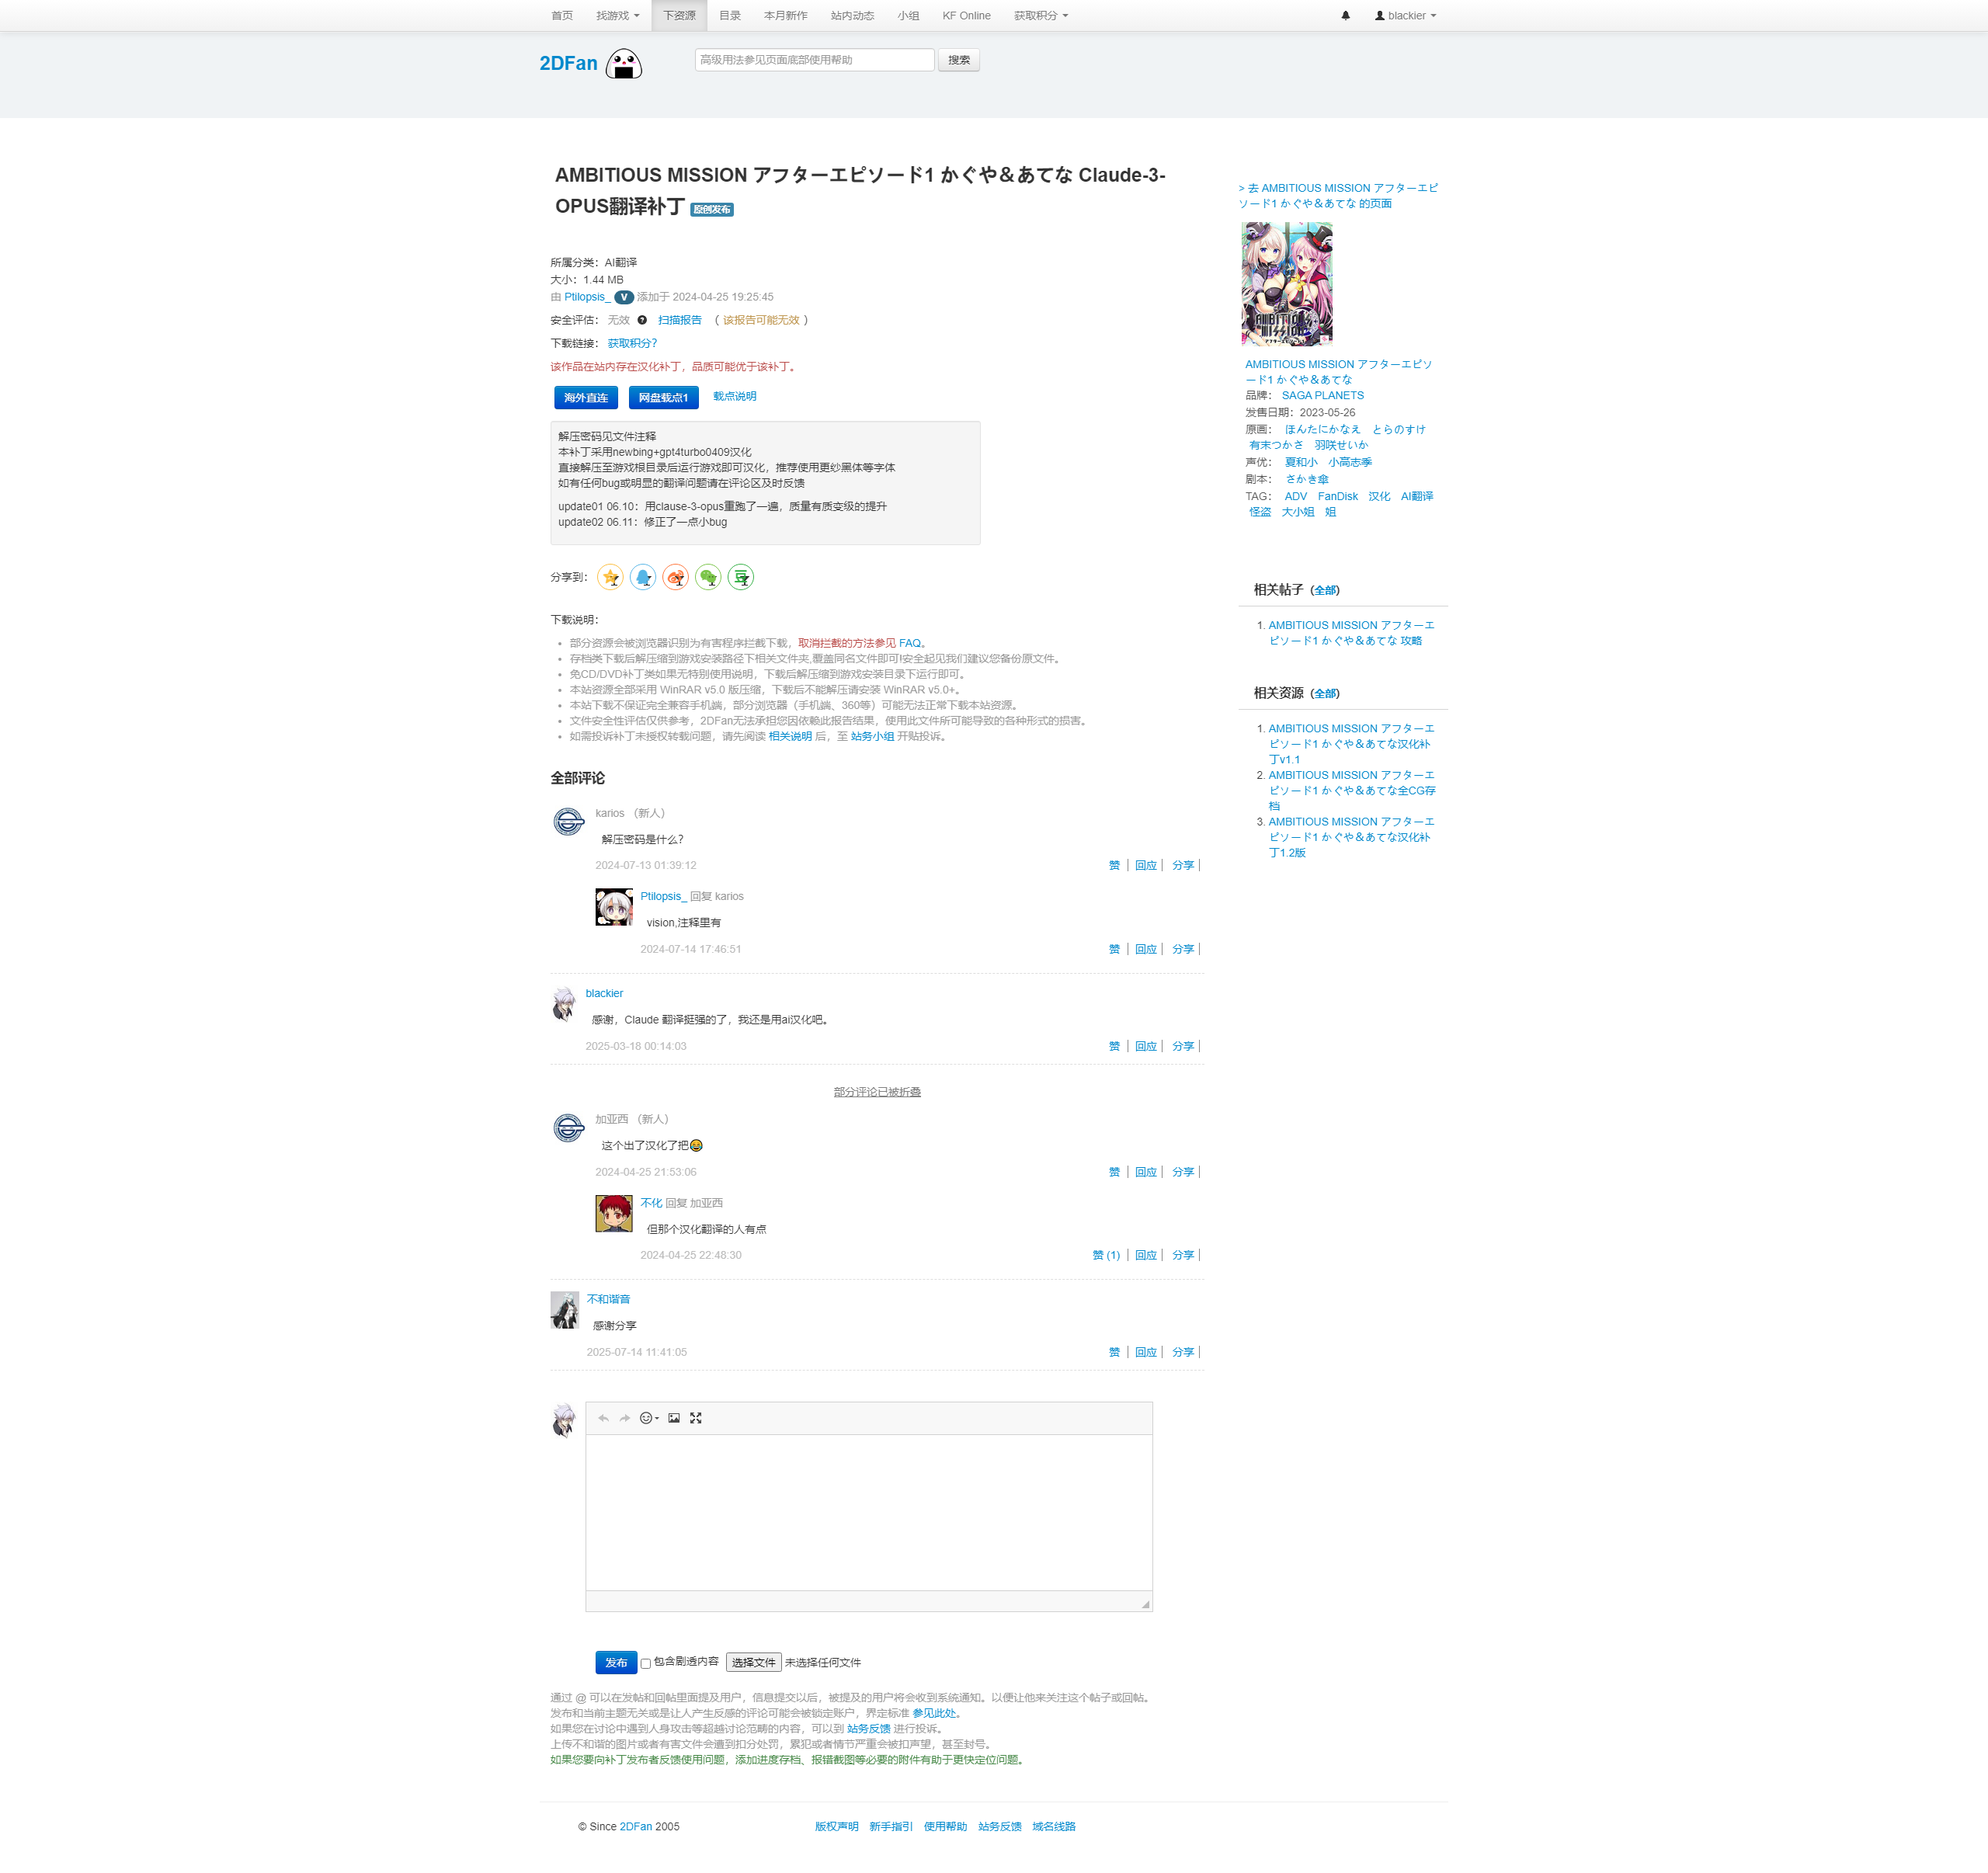 首页 找游戏 下资源 目录 本月新作 站内动态 小组 KF Online 获取积分 blackier
2DFan
高级用法参见页面底部使用帮助 搜索
AMBITIOUS MISSION アフターエピソード1 かぐや＆あてな Claude-3-
OPUS翻译补丁 原创发布
所属分类：AI翻译
大小：1.44 MB
由 Ptilopsis_ V 添加于 2024-04-25 19:25:45
安全评估： 无效 扫描报告 （ 该报告可能无效 ）
下载链接： 获取积分?
该作品在站内存在汉化补丁，品质可能优于该补丁。
海外直连 网盘载点1 载点说明
解压密码见文件注释
本补丁采用newbing+gpt4turbo0409汉化
直接解压至游戏根目录后运行游戏即可汉化，推荐使用更纱黑体等字体
如有任何bug或明显的翻译问题请在评论区及时反馈
update01 06.10：用clause-3-opus重跑了一遍，质量有质变级的提升
update02 06.11：修正了一点小bug
分享到：
下载说明：
部分资源会被浏览器识别为有害程序拦截下载，取消拦截的方法参见 FAQ。
存档类下载后解压缩到游戏安装路径下相关文件夹,覆盖同名文件即可!安全起见我们建议您备份原文件。
免CD/DVD补丁类如果无特别使用说明，下载后解压缩到游戏安装目录下运行即可。
本站资源全部采用 WinRAR v5.0 版压缩，下载后不能解压请安装 WinRAR v5.0+。
本站下载不保证完全兼容手机端，部分浏览器（手机端、360等）可能无法正常下载本站资源。
文件安全性评估仅供参考，2DFan无法承担您因依赖此报告结果，使用此文件所可能导致的各种形式的损害。
如需投诉补丁未授权转载问题，请先阅读 相关说明 后，至 站务小组 开贴投诉。
全部评论
karios （新人）
解压密码是什么？
2024-07-13 01:39:12 赞 | 回应 | 分享 |
Ptilopsis_ 回复 karios
vision,注释里有
2024-07-14 17:46:51 赞 | 回应 | 分享 |
blackier
感谢，Claude 翻译挺强的了，我还是用ai汉化吧。
2025-03-18 00:14:03 赞 | 回应 | 分享 |
部分评论已被折叠
加亚西 （新人）
这个出了汉化了把😂
2024-04-25 21:53:06 赞 | 回应 | 分享 |
不化 回复 加亚西
但那个汉化翻译的人有点
2024-04-25 22:48:30 赞 (1) | 回应 | 分享 |
不和谐音
感谢分享
2025-07-14 11:41:05 赞 | 回应 | 分享 |
发布 包含剧透内容 选择文件 未选择任何文件
通过 @ 可以在发帖和回帖里面提及用户，信息提交以后，被提及的用户将会收到系统通知。以便让他来关注这个帖子或回帖。
发布和当前主题无关或是让人产生反感的评论可能会被锁定账户，界定标准 参见此处。
如果您在讨论中遇到人身攻击等超越讨论范畴的内容，可以到 站务反馈 进行投诉。
上传不和谐的图片或者有害文件会遭到扣分处罚，累犯或者情节严重会被扣声望，甚至封号。
如果您要向补丁发布者反馈使用问题，添加进度存档、报错截图等必要的附件有助于更快定位问题。
> 去 AMBITIOUS MISSION アフターエピ
ソード1 かぐや＆あてな 的页面
AMBITIOUS
MISSION
AMBITIOUS MISSION アフターエピソ
ード1 かぐや＆あてな
品牌： SAGA PLANETS
发售日期：2023-05-26
原画： ほんたにかなえ とらのすけ
有末つかさ 羽咲せいか
声优： 夏和小 小高志季
剧本： さかき傘
TAG： ADV FanDisk 汉化 AI翻译
怪盗 大小姐 姐
相关帖子（全部）
1. AMBITIOUS MISSION アフターエ
ピソード1 かぐや＆あてな 攻略
相关资源（全部）
1. AMBITIOUS MISSION アフターエ
ピソード1 かぐや＆あてな汉化补
丁v1.1
2. AMBITIOUS MISSION アフターエ
ピソード1 かぐや＆あてな全CG存
档
3. AMBITIOUS MISSION アフターエ
ピソード1 かぐや＆あてな汉化补
丁1.2版
© Since 2DFan 2005 版权声明 新手指引 使用帮助 站务反馈 域名线路